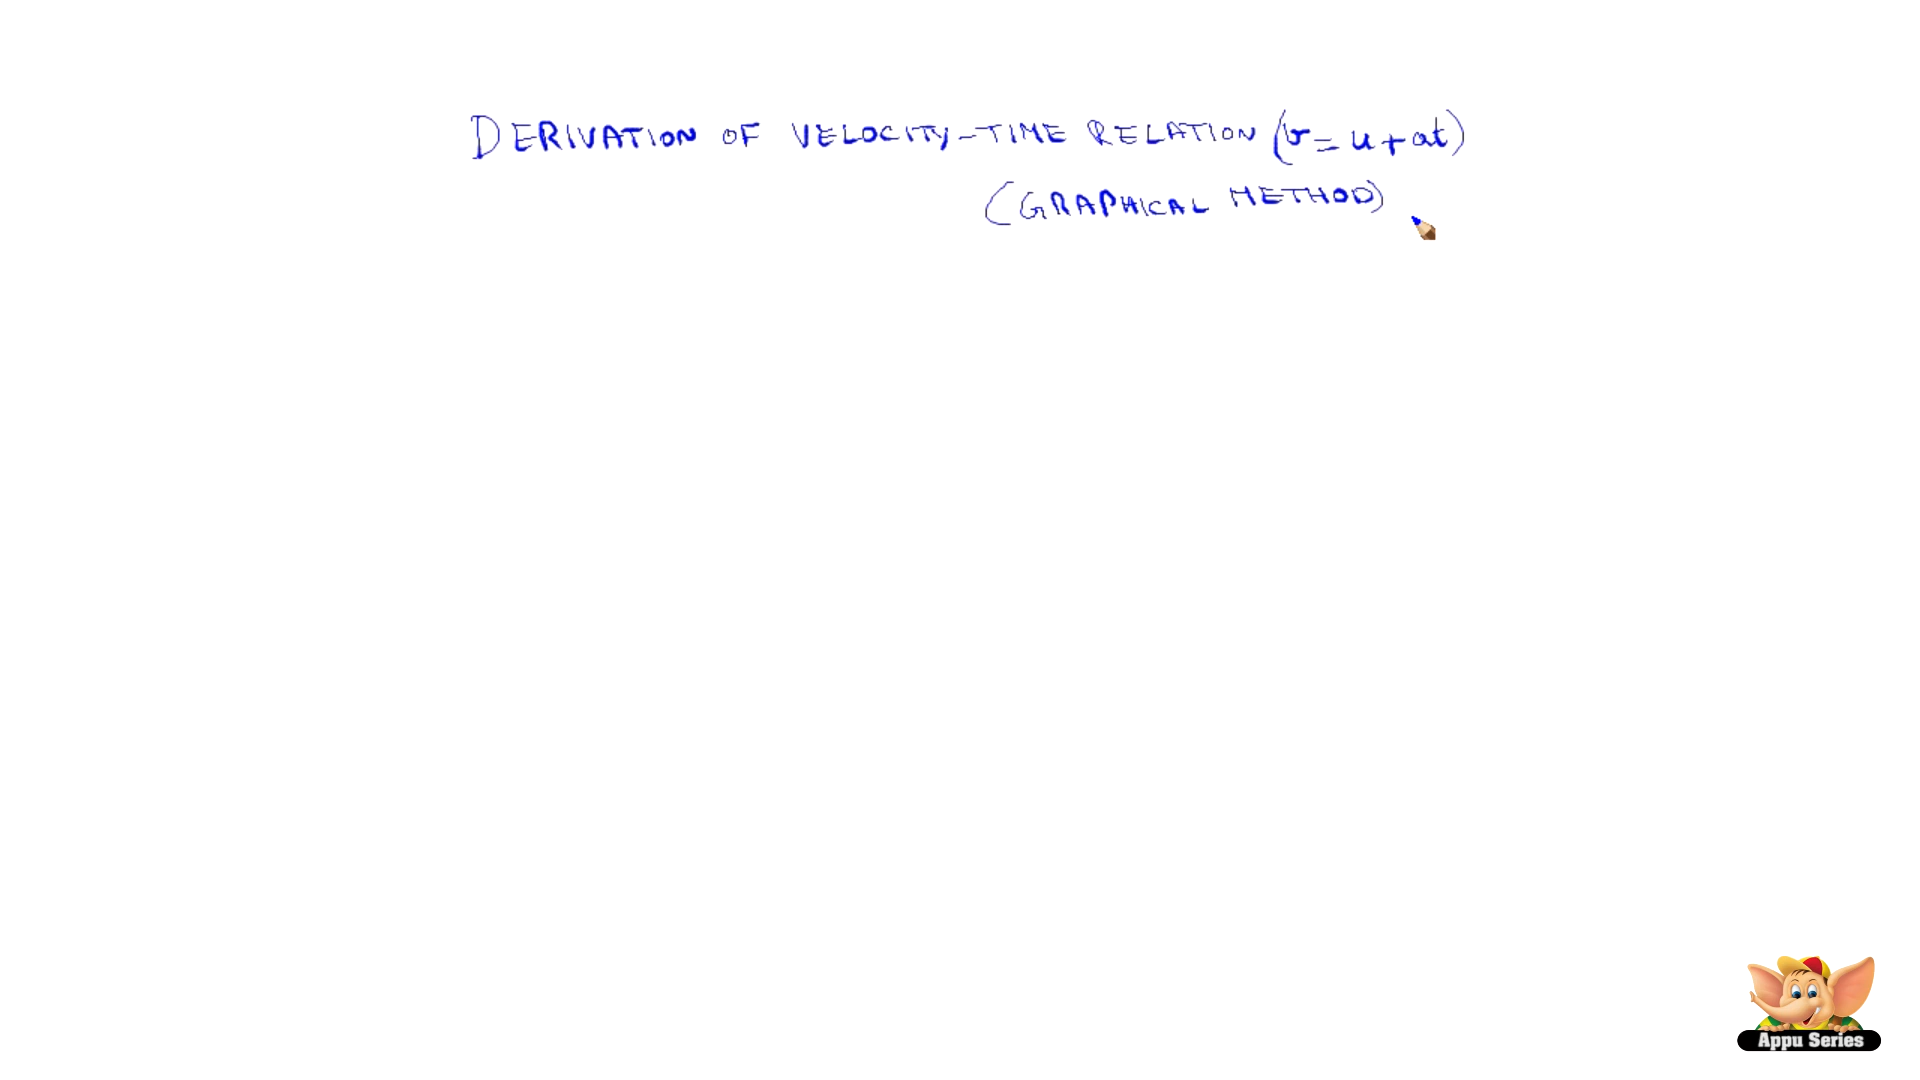 DERIVATION OF VELOCITY-TIME RELATION (v = u + at)
(GRAPHICAL METHOD)
Appu Series